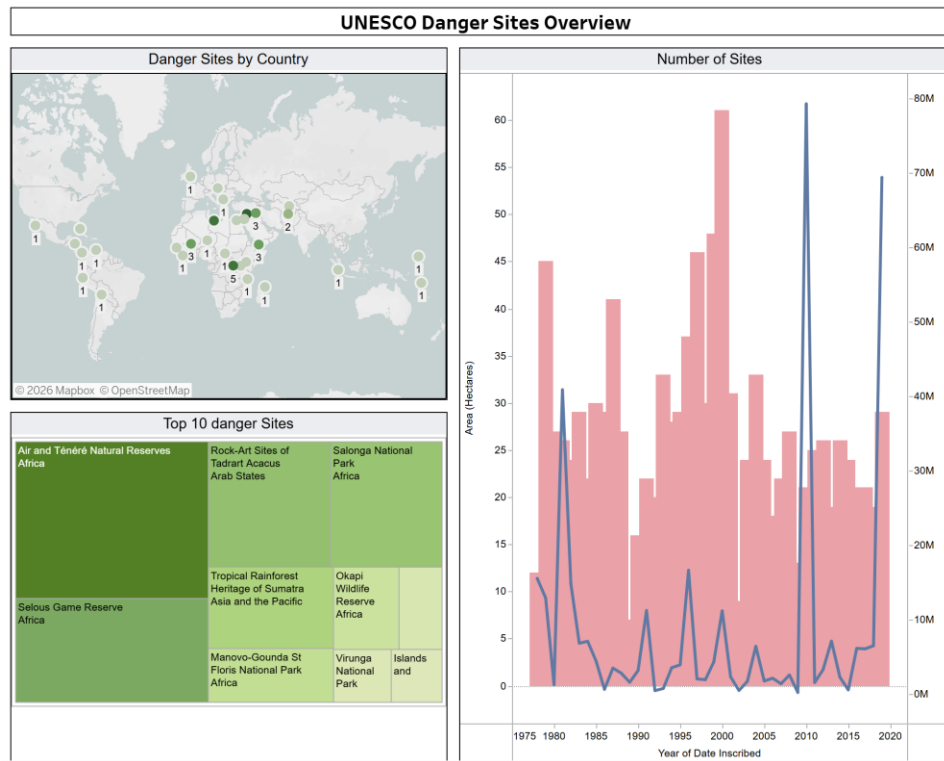 UNESCO Danger Sites Overview
Danger Sites by Country
1
1
1
3
2
1
1
1
3
1
1
3
1
1
5
1
1
1
1
1
© 2026 Mapbox © OpenStreetMap
Top 10 danger Sites
Air and Ténéré Natural Reserves
Africa
Rock-Art Sites of
Tadrart Acacus
Arab States
Salonga National
Park
Africa
Selous Game Reserve
Africa
Tropical Rainforest
Heritage of Sumatra
Asia and the Pacific
Okapi
Wildlife
Reserve
Africa
Manovo-Gounda St
Floris National Park
Africa
Virunga
National
Park
Islands
and
Number of Sites
60
55
50
45
40
35
30
25
20
15
10
5
0
Area (Hectares)
80M
70M
60M
50M
40M
30M
20M
10M
0M
1975 1980 1985 1990 1995 2000 2005 2010 2015 2020
Year of Date Inscribed